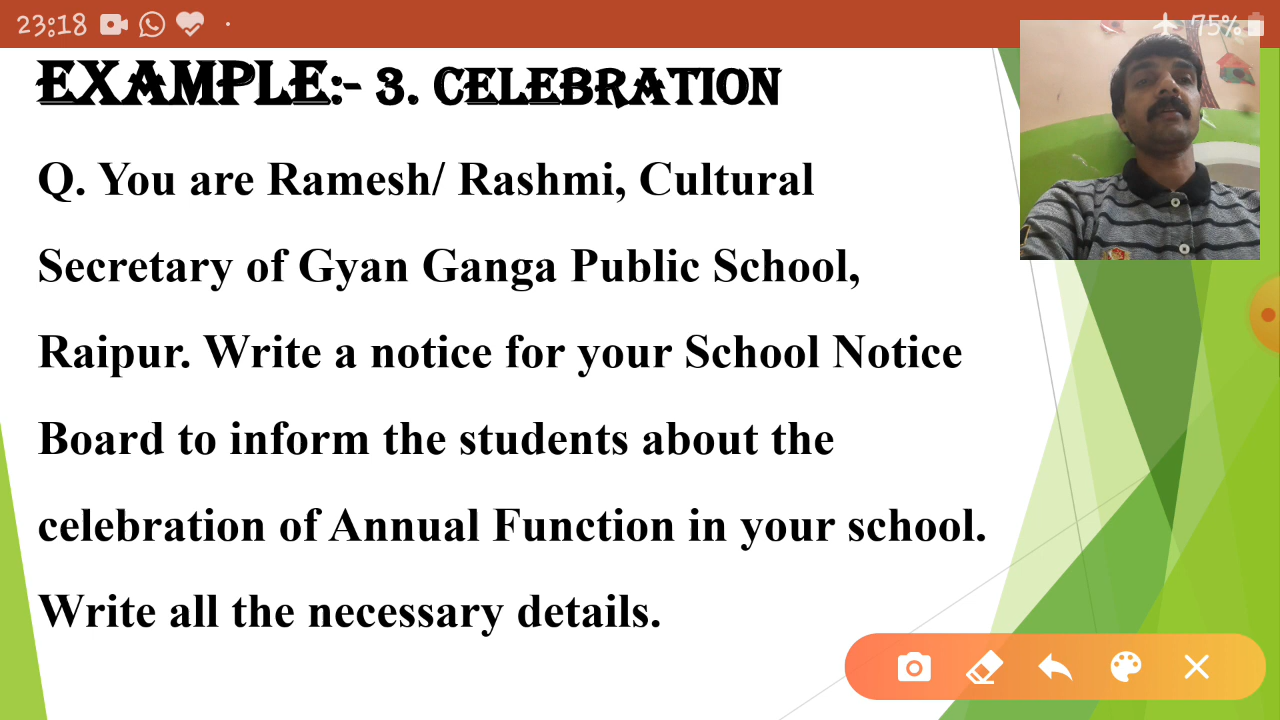 23:18
75%
EXAMPLE:- 3. CELEBRATION
Q. You are Ramesh/ Rashmi, Cultural
Secretary of Gyan Ganga Public School,
Raipur. Write a notice for your School Notice
Board to inform the students about the
celebration of Annual Function in your school.
Write all the necessary details.